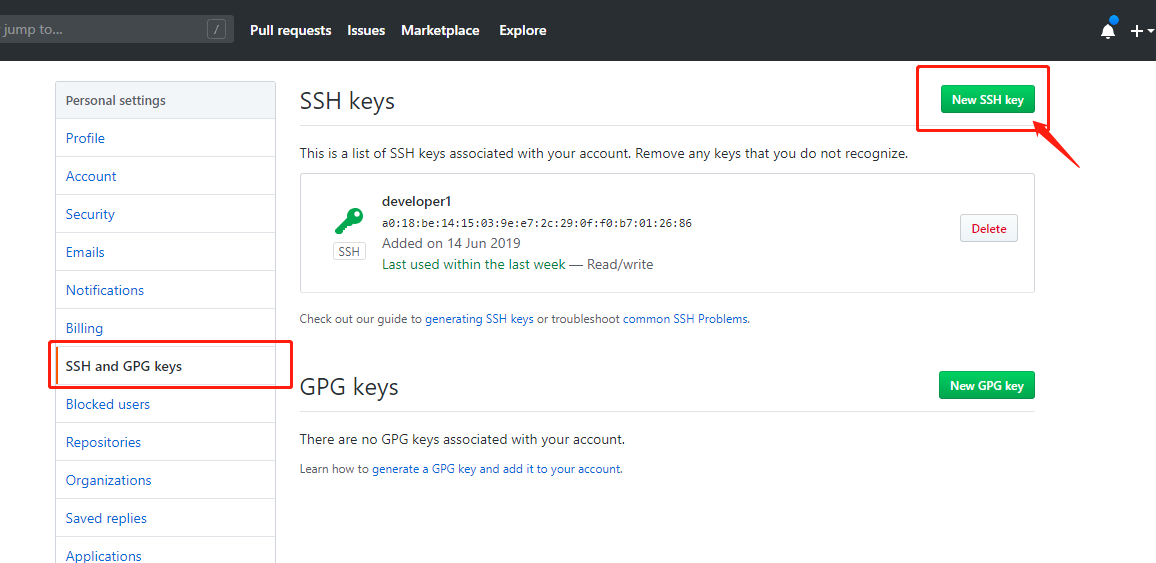 jump to... /
Pull requests Issues Marketplace Explore
Personal settings
Profile
Account
Security
Emails
Notifications
Billing
SSH and GPG keys
Blocked users
Repositories
Organizations
Saved replies
Applications
SSH keys
New SSH key
This is a list of SSH keys associated with your account. Remove any keys that you do not recognize.
SSH
developer1
a0:18:be:14:15:03:9e:e7:2c:29:0f:f0:b7:01:26:86
Added on 14 Jun 2019
Last used within the last week — Read/write
Delete
Check out our guide to generating SSH keys or troubleshoot common SSH Problems.
GPG keys
New GPG key
There are no GPG keys associated with your account.
Learn how to generate a GPG key and add it to your account.